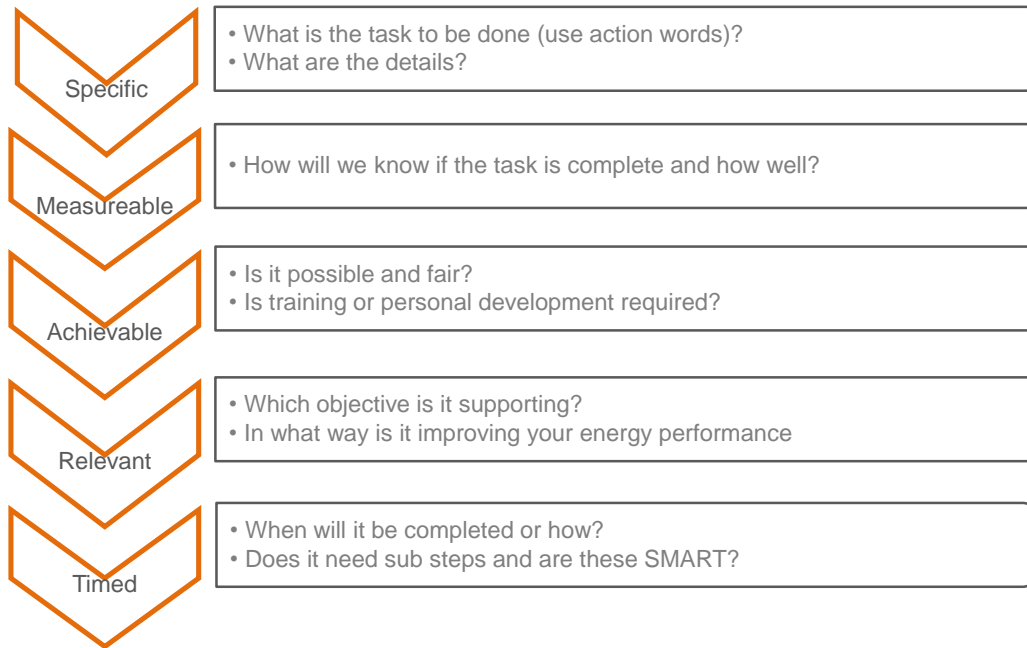 Specific
• What is the task to be done (use action words)?
• What are the details?
Measureable
• How will we know if the task is complete and how well?
Achievable
• Is it possible and fair?
• Is training or personal development required?
Relevant
• Which objective is it supporting?
• In what way is it improving your energy performance
Timed
• When will it be completed or how?
• Does it need sub steps and are these SMART?